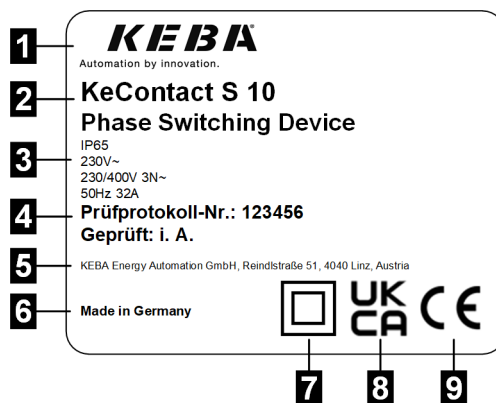 1
KEBA®
Automation by innovation.
2
KeContact S 10
Phase Switching Device
3
IP65
230V~
230/400V 3N~
50Hz 32A
4
Prüfprotokoll-Nr.: 123456
Geprüft: i. A.
5
KEBA Energy Automation GmbH, Reindlstraße 51, 4040 Linz, Austria
6
Made in Germany
UK
CA
CE
7
8
9